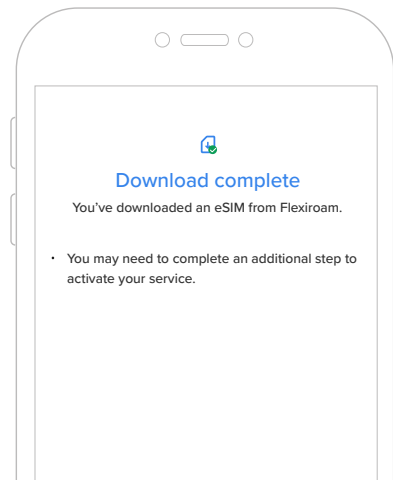 Download complete
You’ve downloaded an eSIM from Flexiroam.
· You may need to complete an additional step to
activate your service.